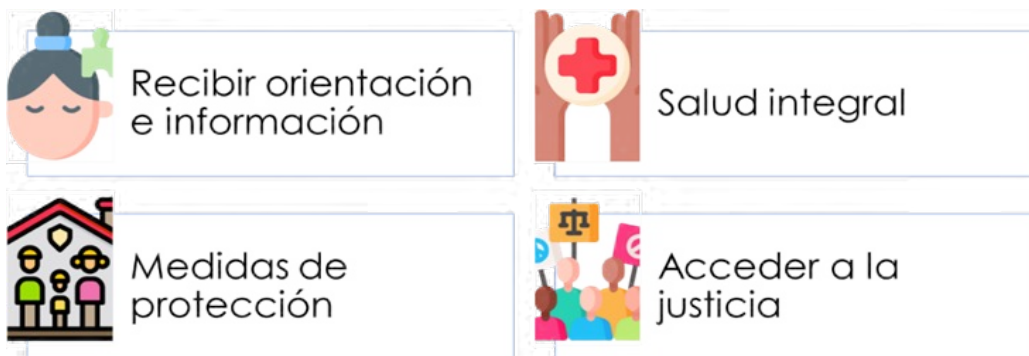 Recibir orientación
e información
Salud integral
Medidas de
protección
Acceder a la
justicia